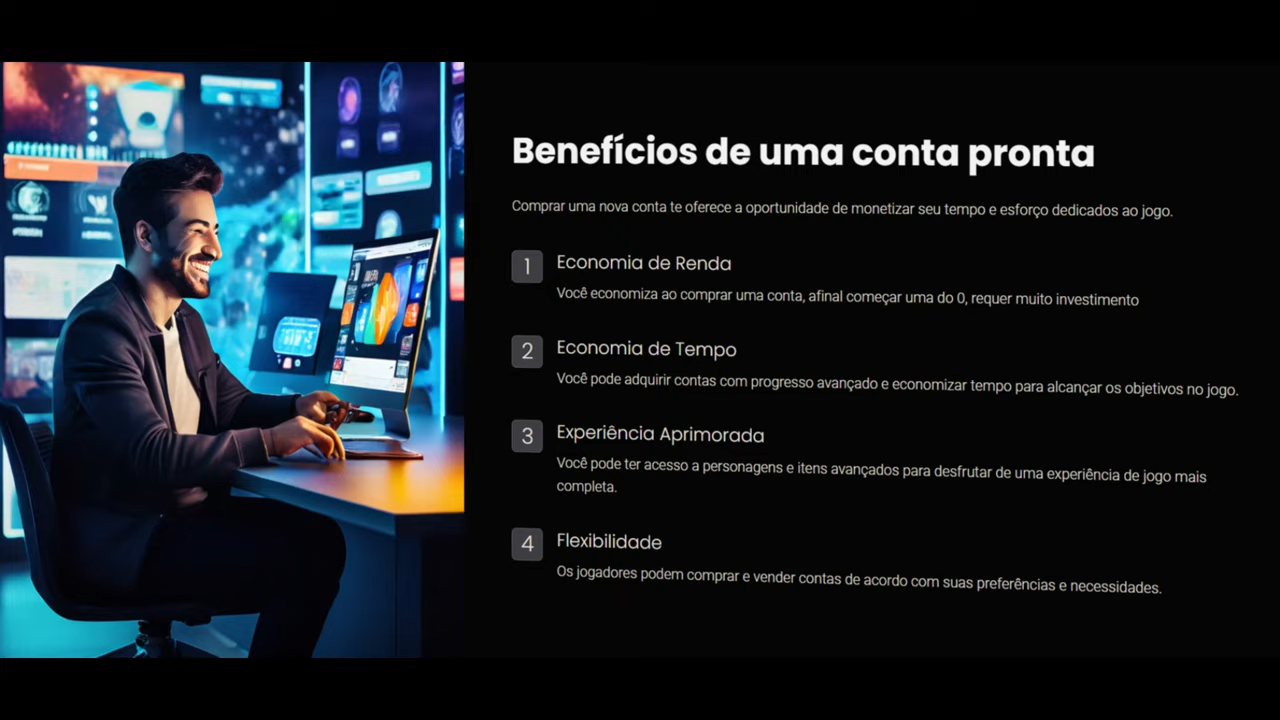 Benefícios de uma conta pronta
Comprar uma nova conta te oferece a oportunidade de monetizar seu tempo e esforço dedicados ao jogo.
1 Economia de Renda
Você economiza ao comprar uma conta, afinal começar uma do 0, requer muito investimento
2 Economia de Tempo
Você pode adquirir contas com progresso avançado e economizar tempo para alcançar os objetivos no jogo.
3 Experiência Aprimorada
Você pode ter acesso a personagens e itens avançados para desfrutar de uma experiência de jogo mais
completa.
4 Flexibilidade
Os jogadores podem comprar e vender contas de acordo com suas preferências e necessidades.